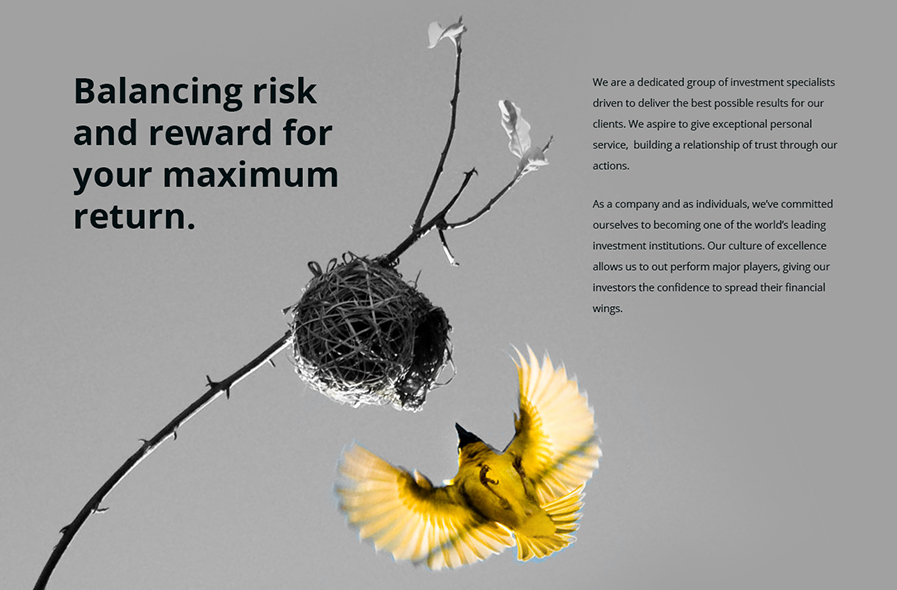 Balancing risk
and reward for
your maximum
return.
We are a dedicated group of investment specialists
driven to deliver the best possible results for our
clients. We aspire to give exceptional personal
service,  building a relationship of trust through our
actions.
As a company and as individuals, we've committed
ourselves to becoming one of the world's leading
investment institutions. Our culture of excellence
allows us to out perform major players, giving our
investors the confidence to spread their financial
wings.